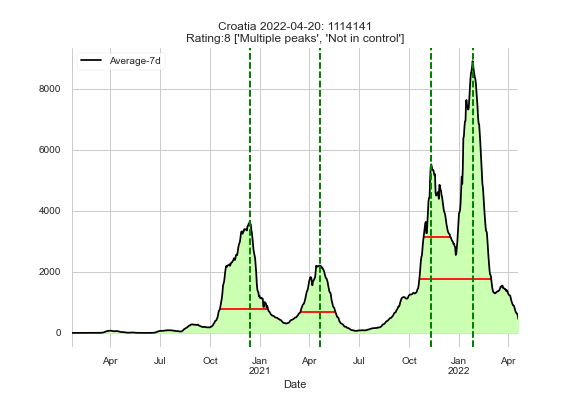 Croatia 2022-04-20: 1114141
Rating:8 ['Multiple peaks', 'Not in control']
Average-7d
8000
6000
4000
2000
0
Apr Jul Oct Jan Apr Jul Oct Jan Apr
2021 2022
Date